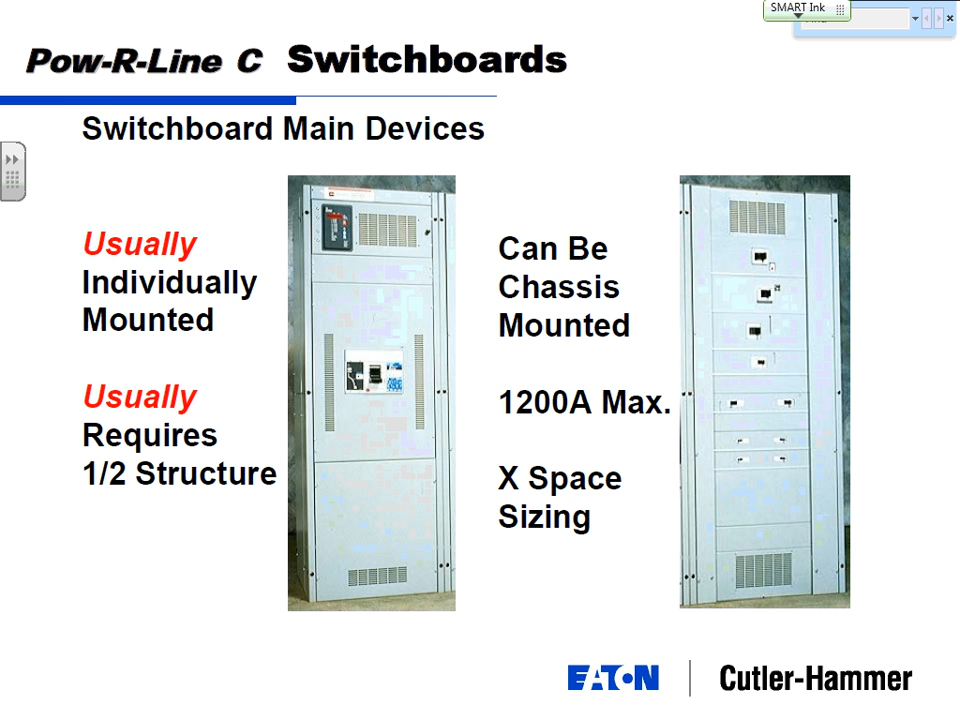 SMART Ink
Pow-R-Line C Switchboards
Switchboard Main Devices
Usually
Individually
Mounted
Usually
Requires
1/2 Structure
Can Be
Chassis
Mounted
1200A Max.
X Space
Sizing
EATON
Cutler-Hammer